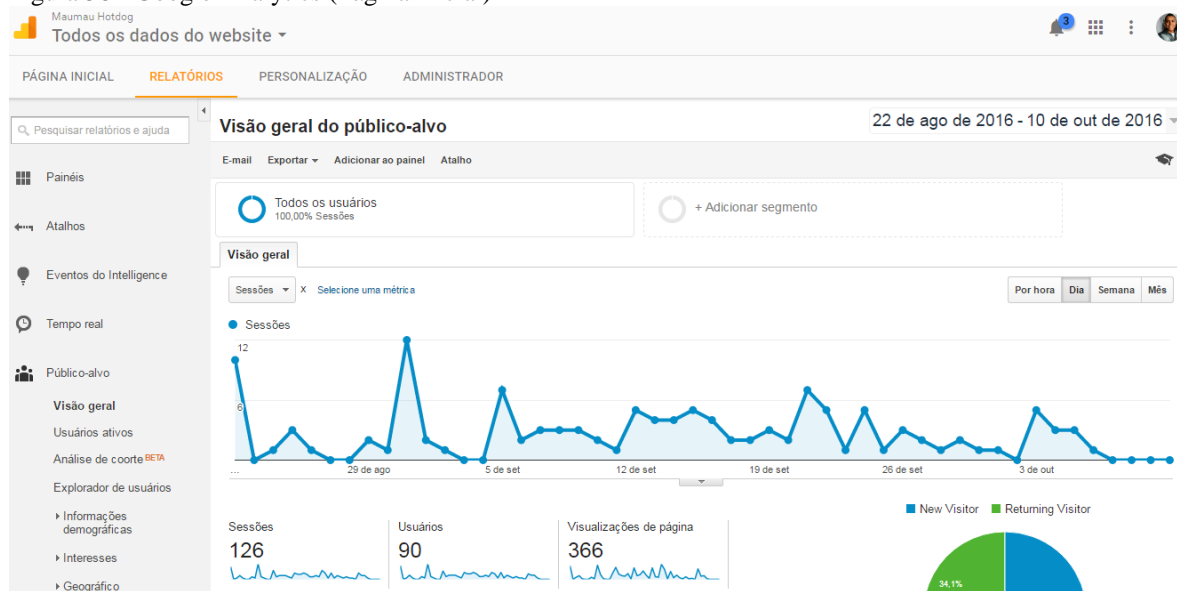 Maumau Hotdog
Todos os dados do website
3
PÁGINA INICIAL RELATÓRIOS PERSONALIZAÇÃO ADMINISTRADOR
Pesquisar relatórios e ajuda
Visão geral do público-alvo
22 de ago de 2016 - 10 de out de 2016
E-mail Exportar Adicionar ao painel Atalho
Painéis
Todos os usuários
100,00% Sessões
+ Adicionar segmento
Atalhos
Visão geral
Eventos do Intelligence
Sessões X Selecione uma métrica
Por hora Dia Semana Mês
Tempo real
Sessões
12
6
Público-alvo
Visão geral
Usuários ativos
Análise de coorte BETA
Explorador de usuários
Informações
demográficas
Interesses
Geográfico
... 29 de ago 5 de set 12 de set 19 de set 26 de set 3 de out
New Visitor Returning Visitor
Sessões
126
Usuários
90
Visualizações de página
366
34,1%